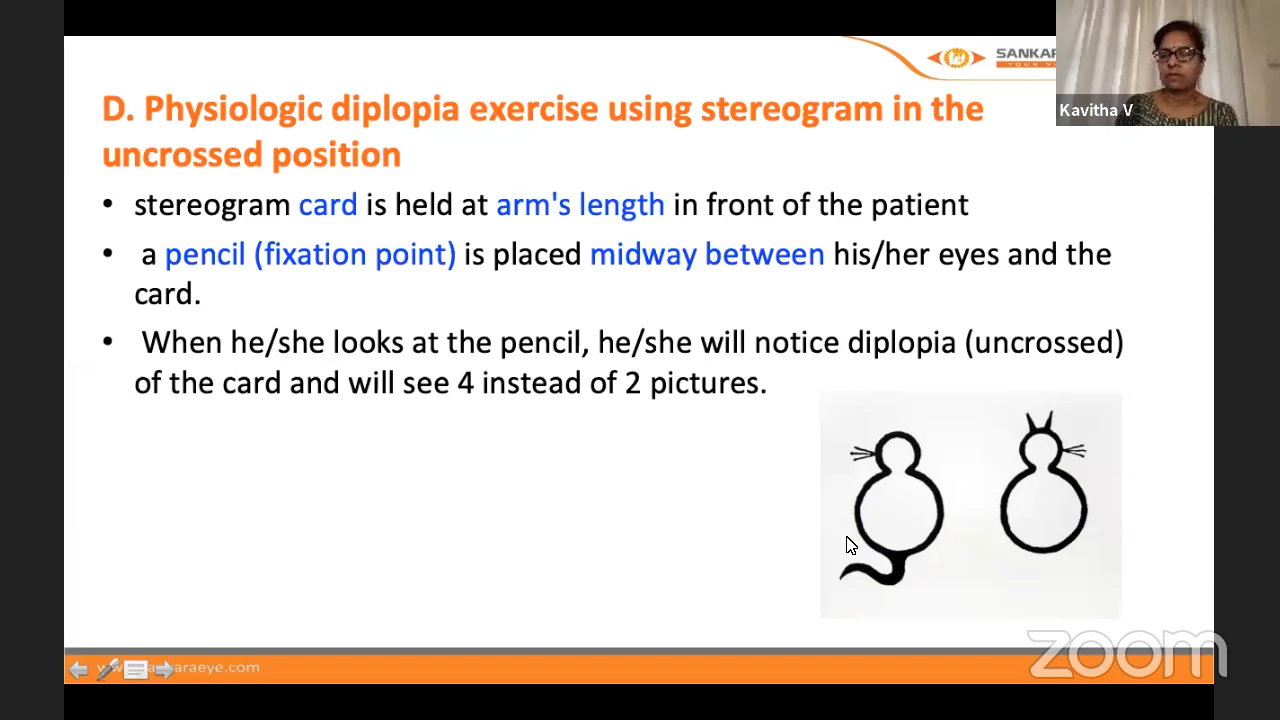 SANKARA
D. Physiologic diplopia exercise using stereogram in the
uncrossed position
Kavitha V
• stereogram card is held at arm's length in front of the patient
• a pencil (fixation point) is placed midway between his/her eyes and the
card.
• When he/she looks at the pencil, he/she will notice diplopia (uncrossed)
of the card and will see 4 instead of 2 pictures.
zoom